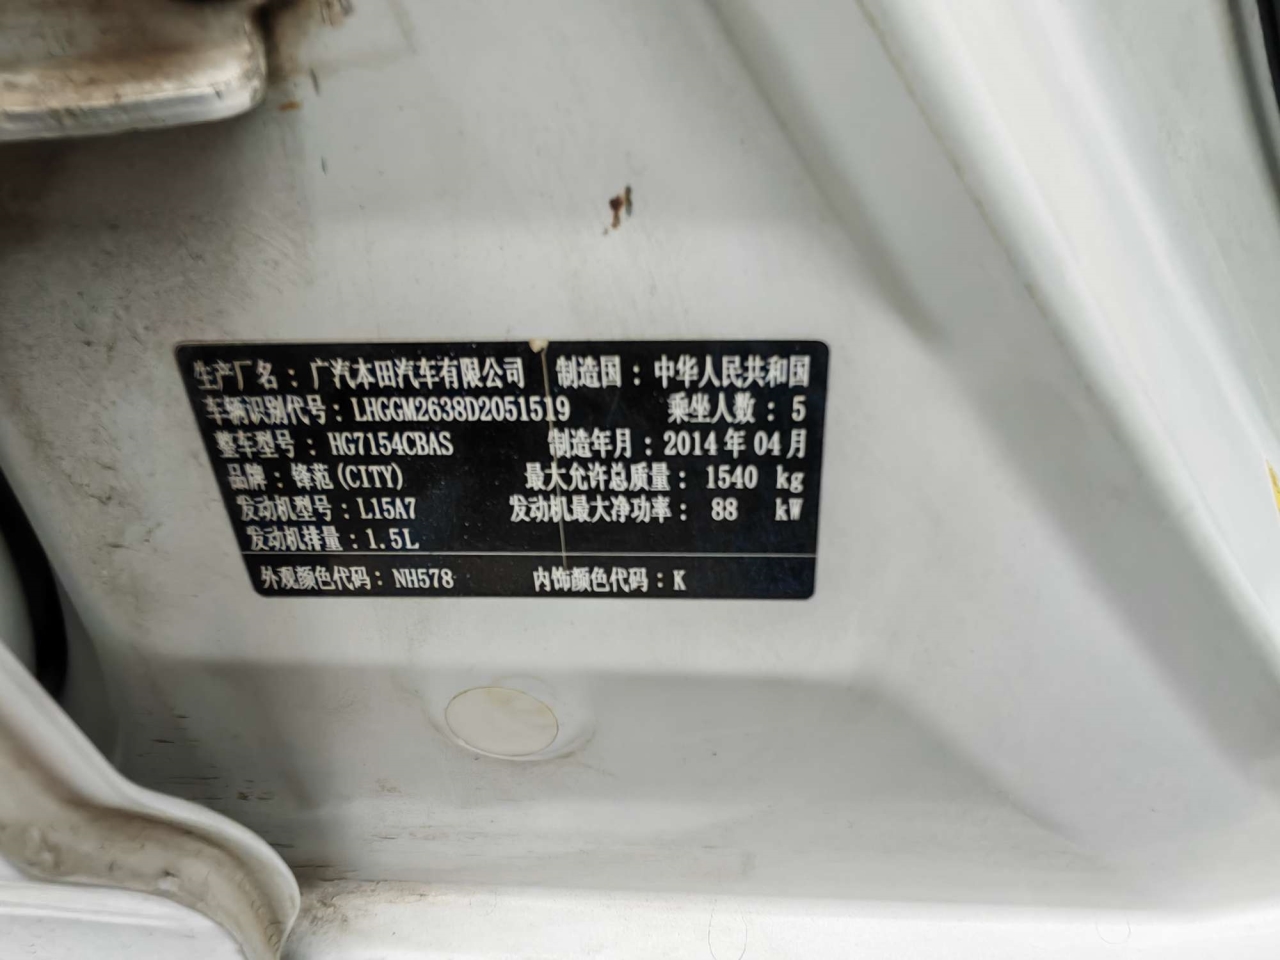 生产厂名：广汽本田汽车有限公司 制造国：中华人民共和国
车辆识别代号：LHGGM2638D2051519 乘坐人数：5
整车型号：HG7154CBAS 制造年月：2014年04月
品牌：锋范(CITY) 最大允许总质量：1540 kg
发动机型号：L15A7 发动机最大净功率：88 kW
发动机排量：1.5L
外观颜色代码：NH578 内饰颜色代码：K